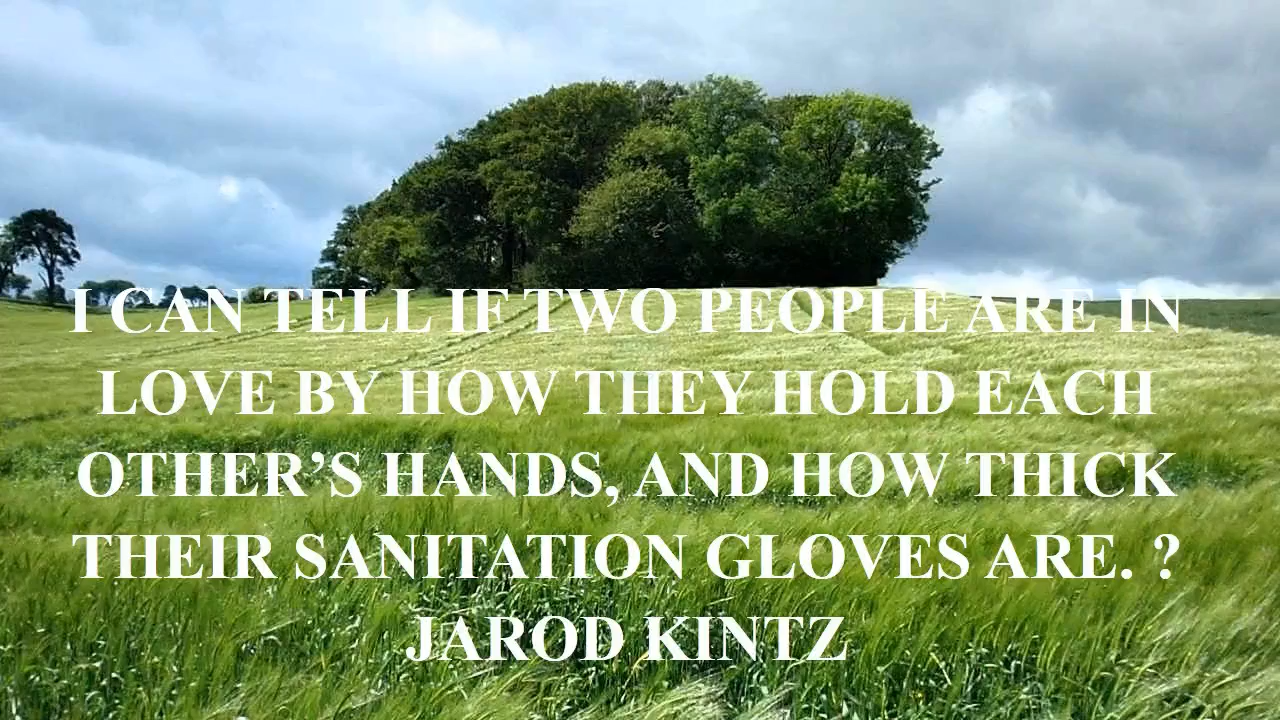 I CAN TELL IF TWO PEOPLE ARE IN
LOVE BY HOW THEY HOLD EACH
OTHER’S HANDS, AND HOW THICK
THEIR SANITATION GLOVES ARE. ?
JAROD KINTZ